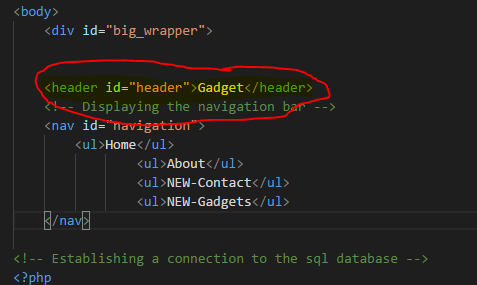 <body>
<div id="big_wrapper">
<header id="header">Gadget</header>
<!-- Displaying the navigation bar -->
<nav id="navigation">
<ul>Home</ul>
<ul>About</ul>
<ul>NEW-Contact</ul>
<ul>NEW-Gadgets</ul>
</nav>
<!-- Establishing a connection to the sql database -->
<?php